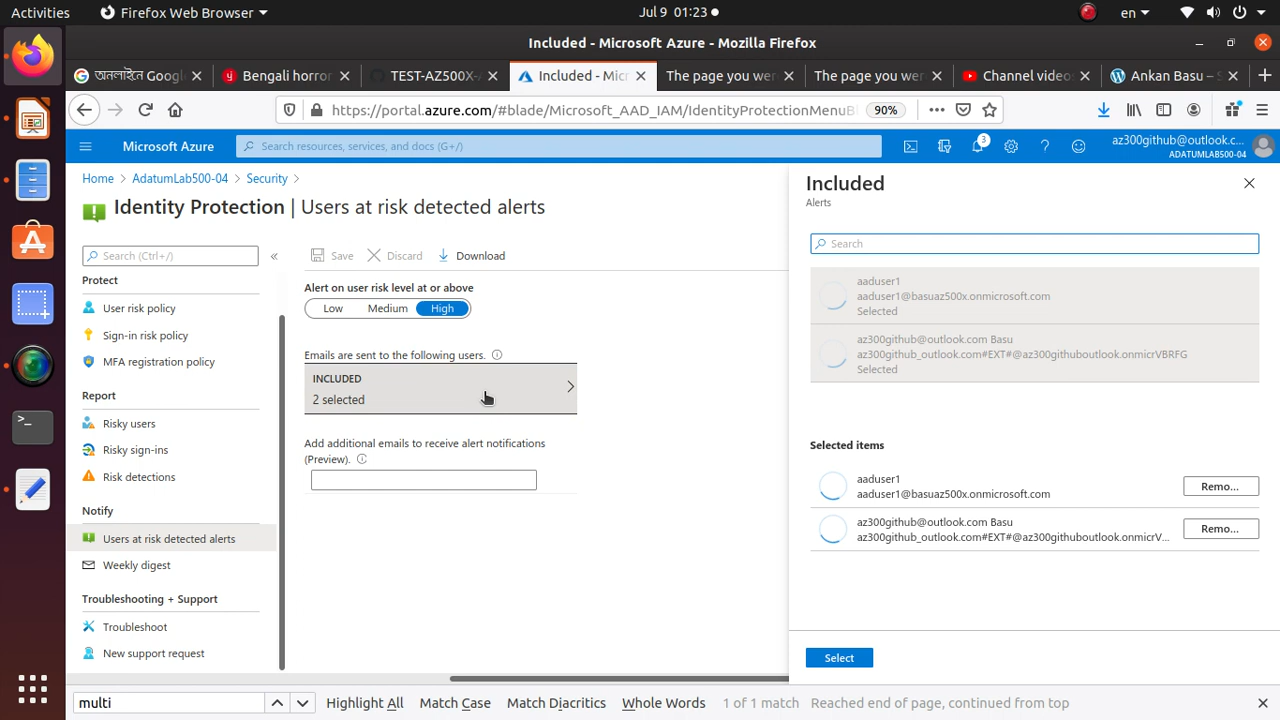 Activities
Firefox Web Browser
Jul 9 01:23
en
Included - Microsoft Azure - Mozilla Firefox
অনলাইন Googl
Bengali horror
TEST-AZ500X-A
Included - Micr
The page you wer
The page you wer
Channel videos
Ankan Basu – S
https://portal.azure.com/#blade/Microsoft_AAD_IAM/IdentityProtectionMenuBl
90%
Microsoft Azure
Search resources, services, and docs (G+/)
3
az300github@outlook.c...
ADATUMLAB500-04
Home
AdatumLab500-04
Security
Identity Protection | Users at risk detected alerts
Search (Ctrl+/)
Protect
User risk policy
Sign-in risk policy
MFA registration policy
Report
Risky users
Risky sign-ins
Risk detections
Notify
Users at risk detected alerts
Weekly digest
Troubleshooting + Support
Troubleshoot
New support request
Save
Discard
Download
Alert on user risk level at or above
Low
Medium
High
Emails are sent to the following users.
INCLUDED
2 selected
Add additional emails to receive alert notifications
(Preview).
Included
Alerts
Search
aaduser1
aaduser1@basuaz500x.onmicrosoft.com
Selected
az300github@outlook.com Basu
az300github_outlook.com#EXT#@az300githuboutlook.onmicrVBRFG
Selected
Selected items
aaduser1
aaduser1@basuaz500x.onmicrosoft.com
Remo...
az300github@outlook.com Basu
az300github_outlook.com#EXT#@az300githuboutlook.onmicrV...
Remo...
Select
multi
Highlight All
Match Case
Match Diacritics
Whole Words
1 of 1 match
Reached end of page, continued from top